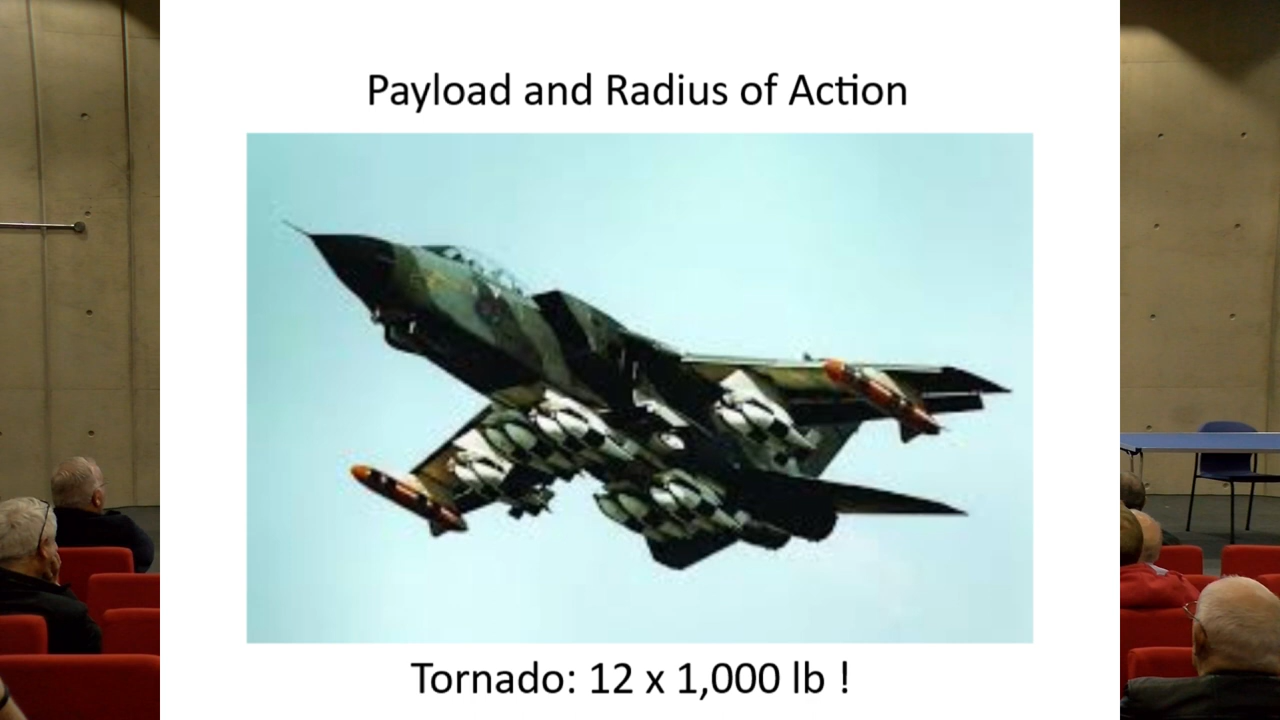 Payload and Radius of Action
Tornado: 12 x 1,000 lb !